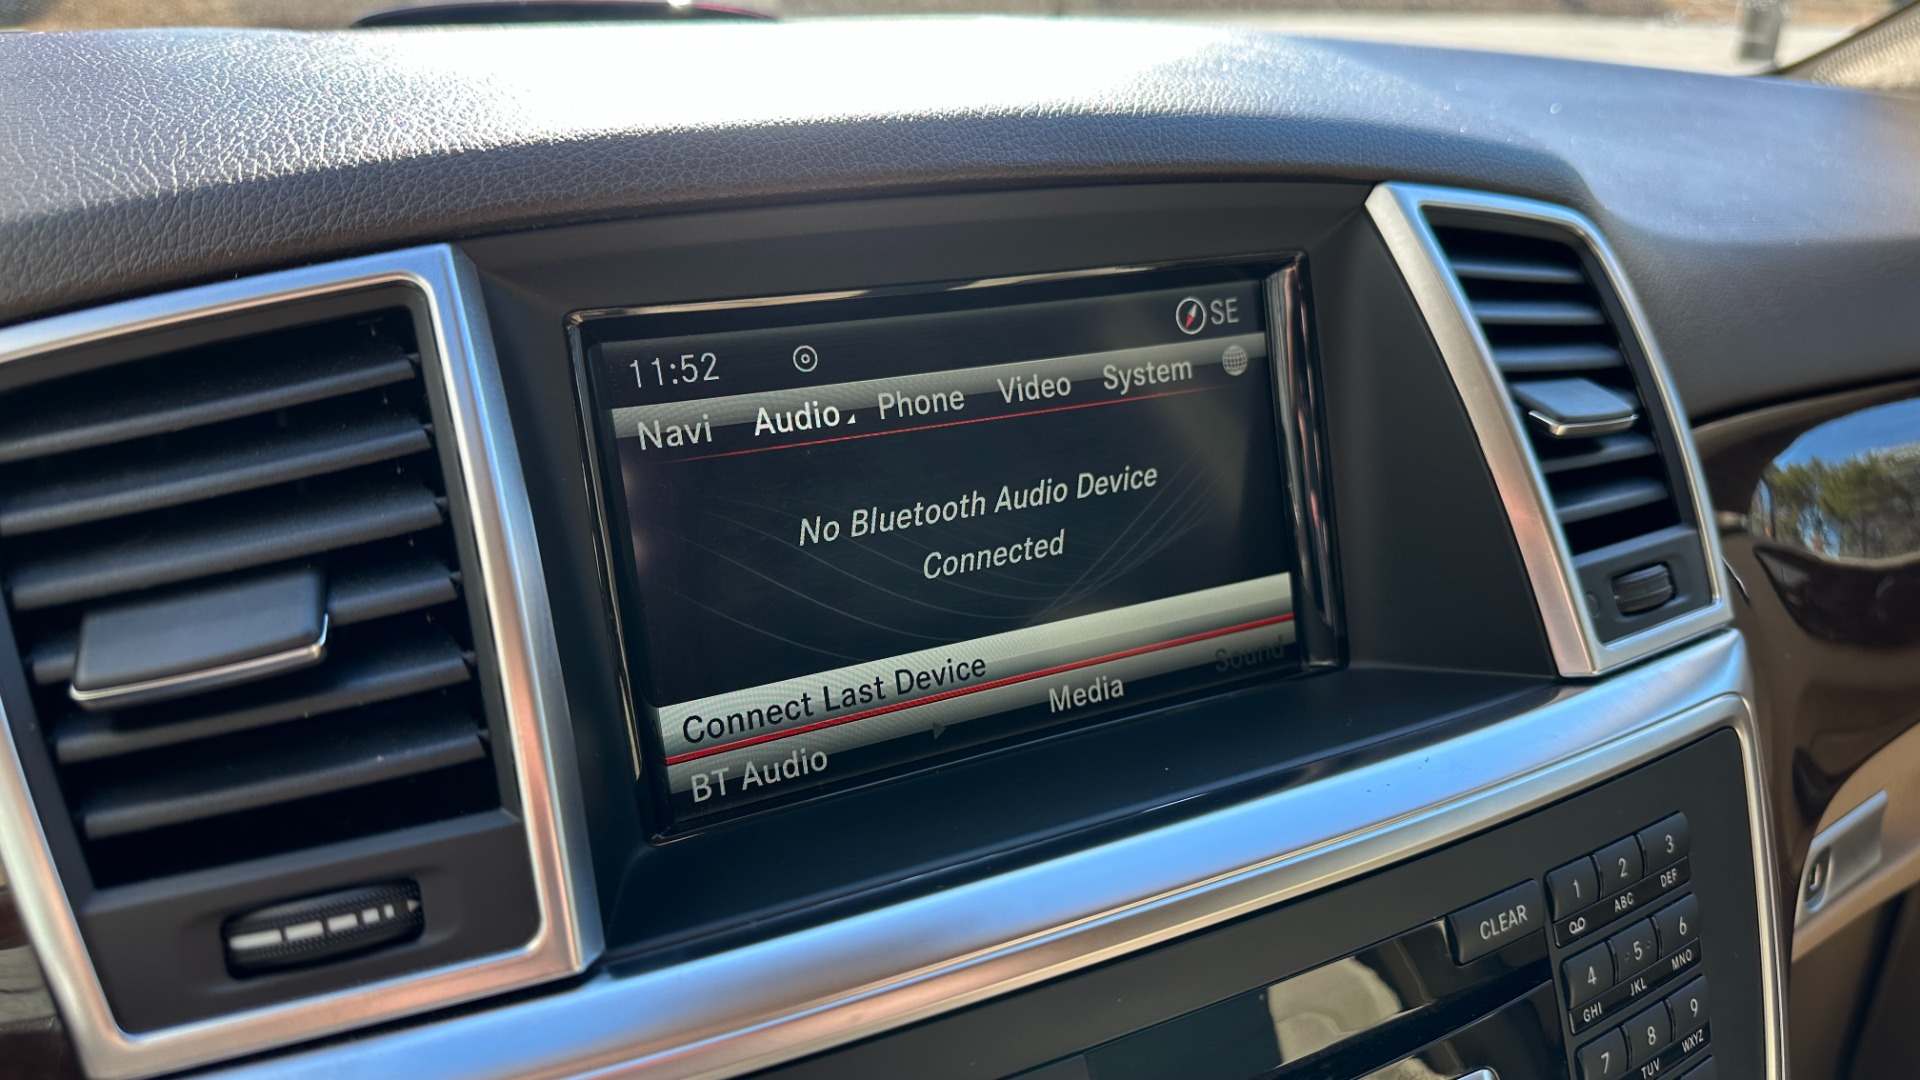 11:52 SE
Navi Audio Phone Video System
No Bluetooth Audio Device
Connected
Connect Last Device
BT Audio Media Sound
CLEAR
1 2 3
ABC DEF
4 5 6
GHI JKL MNO
7 8 9
TUV WXYZ